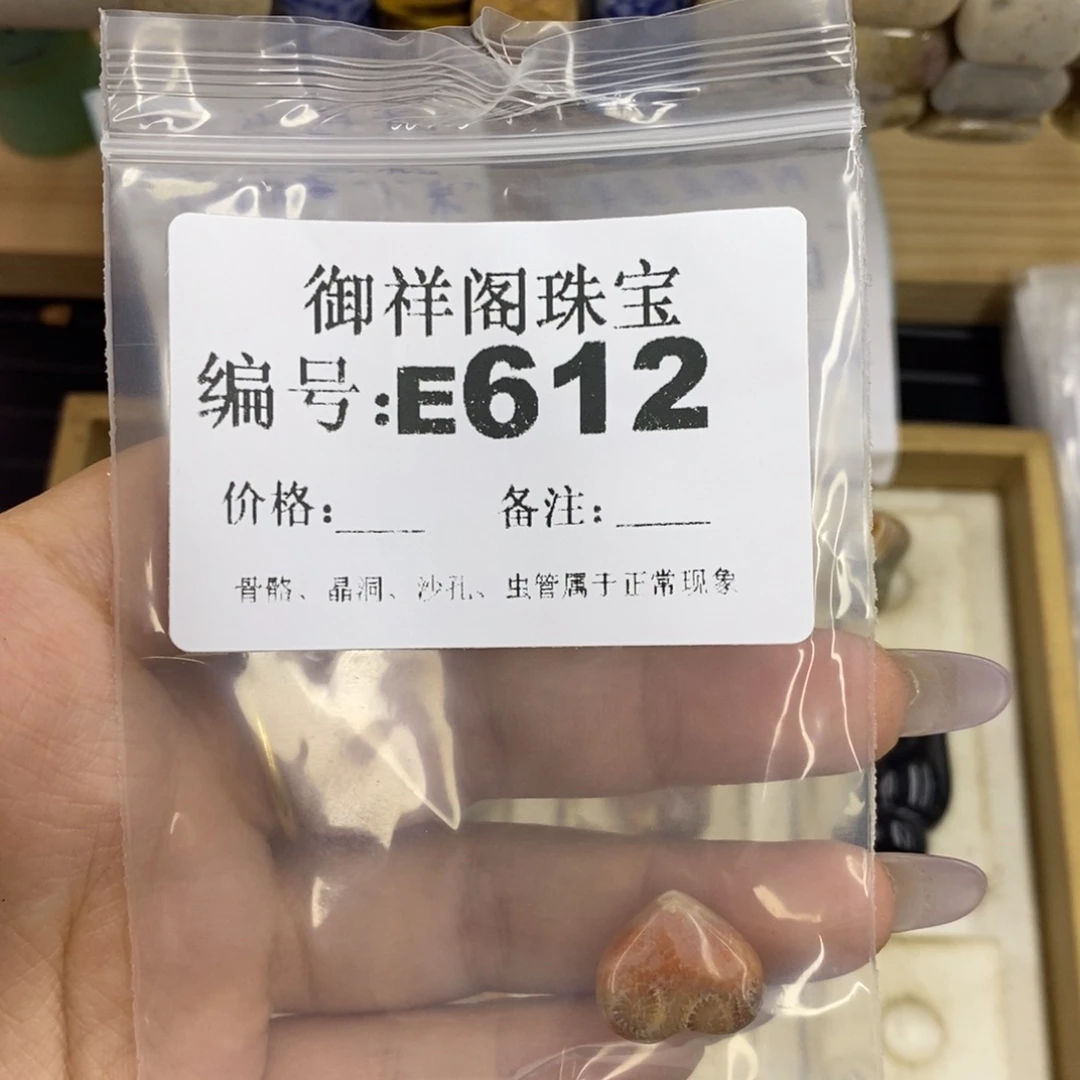 御祥阁珠宝
编号:E612
价格:____ 备注:____
骨骼、晶洞、沙孔、虫管属于正常现象